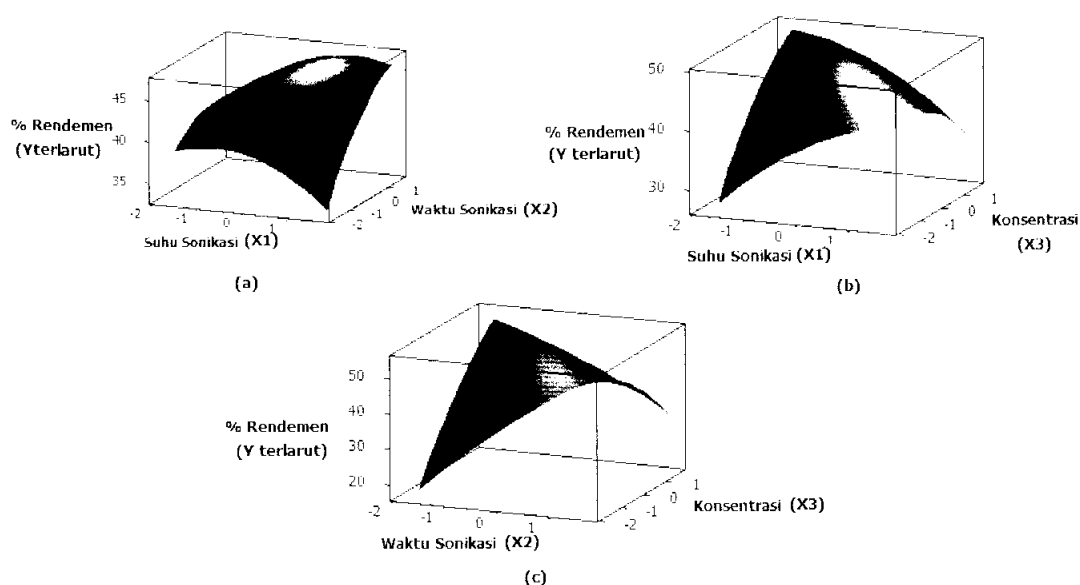 45
% Rendemen
(Yterlarut)
40
35
-2
-1
0
1
Suhu Sonikasi (X1)
-2
-1
0
1
Waktu Sonikasi (X2)
(a)
50
% Rendemen
(Y terlarut)
40
30
-2
-1
0
1
Suhu Sonikasi (X1)
-2
-1
0
1
Konsentrasi
(X3)
(b)
50
40
% Rendemen
(Y terlarut)
30
20
-2
-1
0
1
Waktu Sonikasi (X2)
-2
-1
0
1
Konsentrasi (X3)
(c)